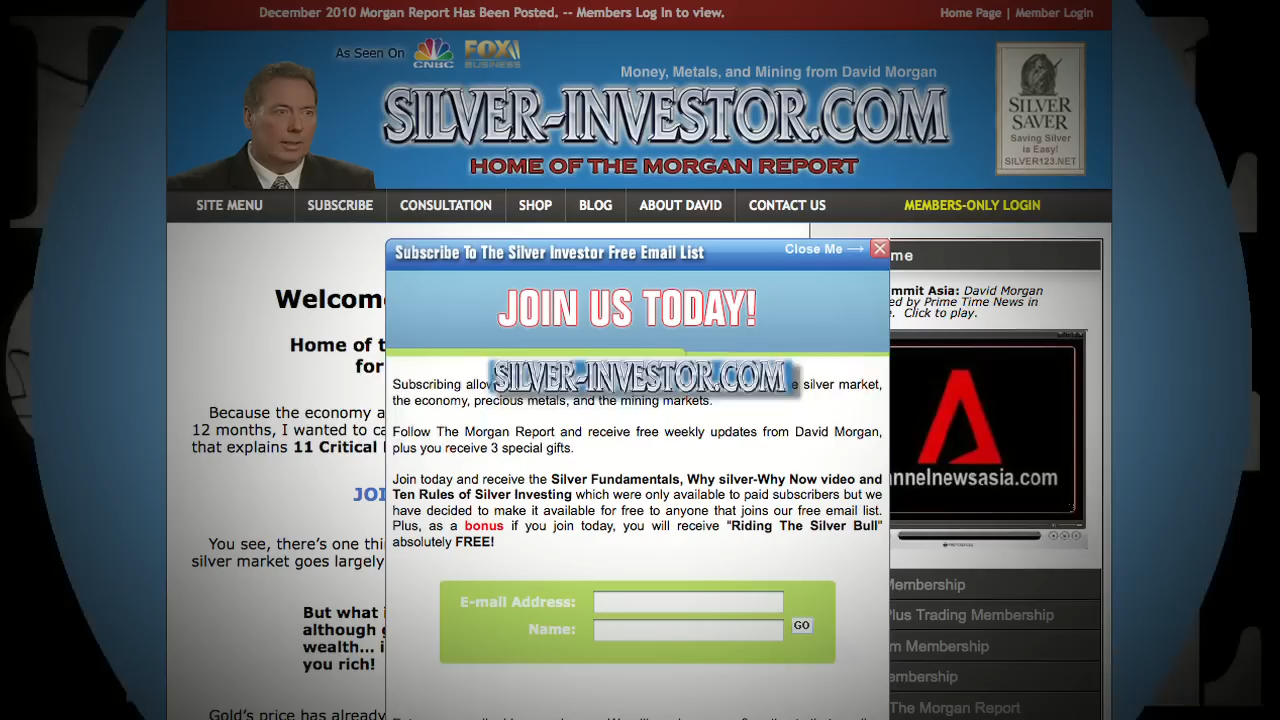 December 2010 Morgan Report Has Been Posted. -- Members Log In to view.
Home Page | Member Login
As Seen On
CNBC
FOX
BUSINESS
Money, Metals, and Mining from David Morgan
SILVER-INVESTOR.COM
HOME OF THE MORGAN REPORT
SILVER
SAVER
Saving Silver
is Easy!
SILVER123.NET
SITE MENU
SUBSCRIBE
CONSULTATION
SHOP
BLOG
ABOUT DAVID
CONTACT US
MEMBERS-ONLY LOGIN
Subscribe To The Silver Investor Free Email List
Close Me →
JOIN US TODAY!
SILVER-INVESTOR.COM
Subscribing silver market,
the economy, precious metals, and the mining markets.
Follow The Morgan Report and receive free weekly updates from David Morgan,
plus you receive 3 special gifts.
Join today and receive the Silver Fundamentals, Why silver-Why Now video and
Ten Rules of Silver Investing which were only available to paid subscribers but we
have decided to make it available for free to anyone that joins our free email list.
Plus, as a bonus if you join today, you will receive "Riding The Silver Bull"
absolutely FREE!
E-mail Address:
Name:
GO
Welcome
Home of
for
Because the economy a
12 months, I wanted to
that explains 11 Critical
JOI
You see, there's one
silver market goes largely
But what
although
wealth...
you rich!
Gold's price has already
me
mmit Asia: David Morgan
ed by Prime Time News in
Click to play.
nnelnewsasia.com
Membership
Plus Trading Membership
m Membership
embership
The Morgan Report